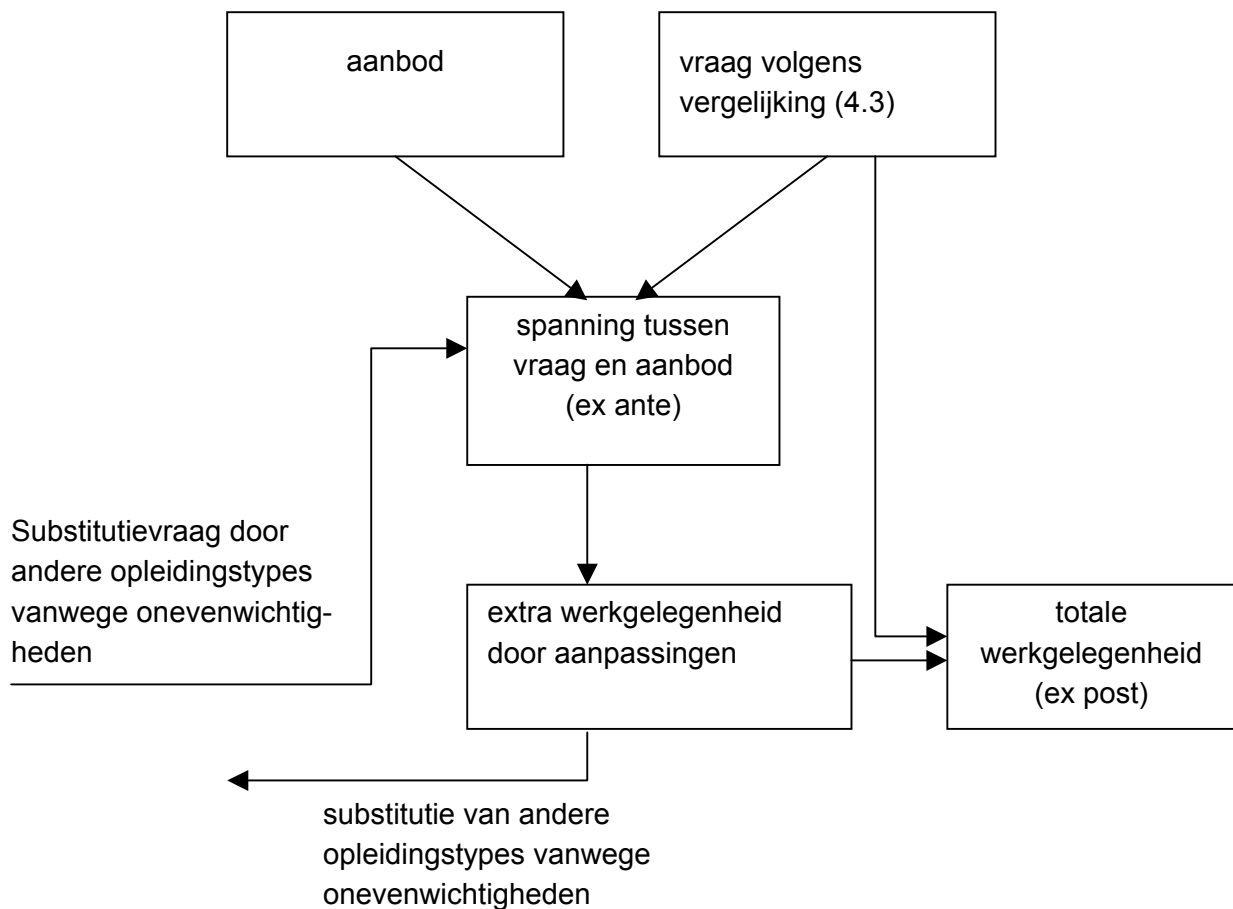 aanbod
vraag volgens
vergelijking (4.3)
spanning tussen
vraag en aanbod
(ex ante)
Substitutievraag door
andere opleidingstypes
vanwege onevenwichtig-
heden
extra werkgelegenheid
door aanpassingen
totale
werkgelegenheid
(ex post)
substitutie van andere
opleidingstypes vanwege
onevenwichtigheden